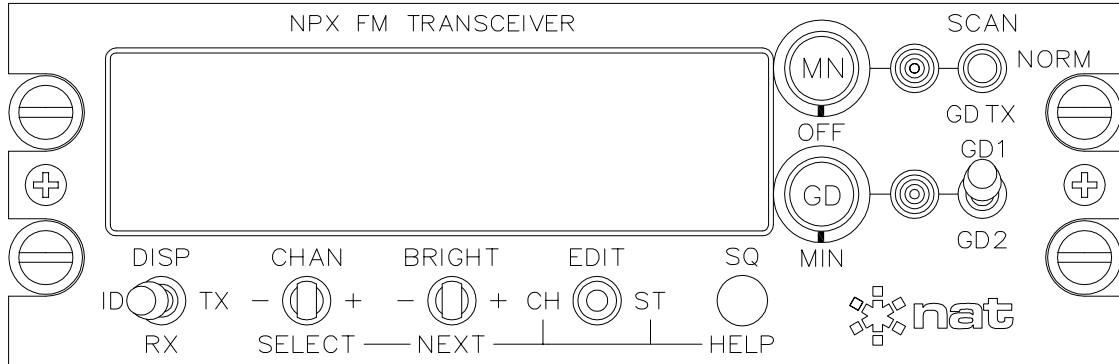 NPX FM TRANSCEIVER
SCAN
MN
NORM
OFF
GD TX
GD1
GD
GD2
MIN
DISP
CHAN
BRIGHT
EDIT
SQ
ID
TX
- +
- +
CH
ST
RX
SELECT
NEXT
HELP
nat